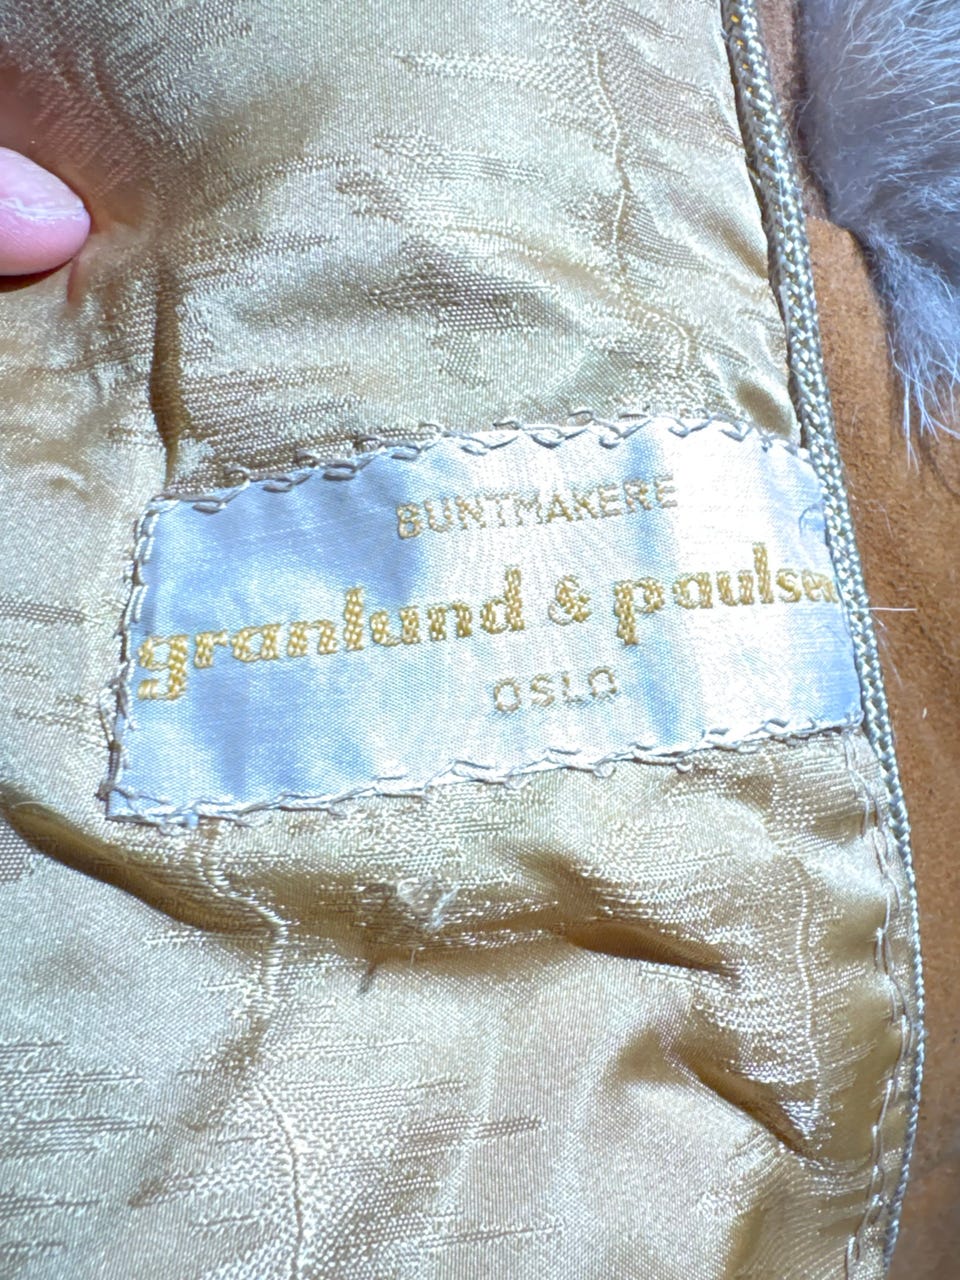 BUNTMAKERE
granlund & paulsen
OSLO